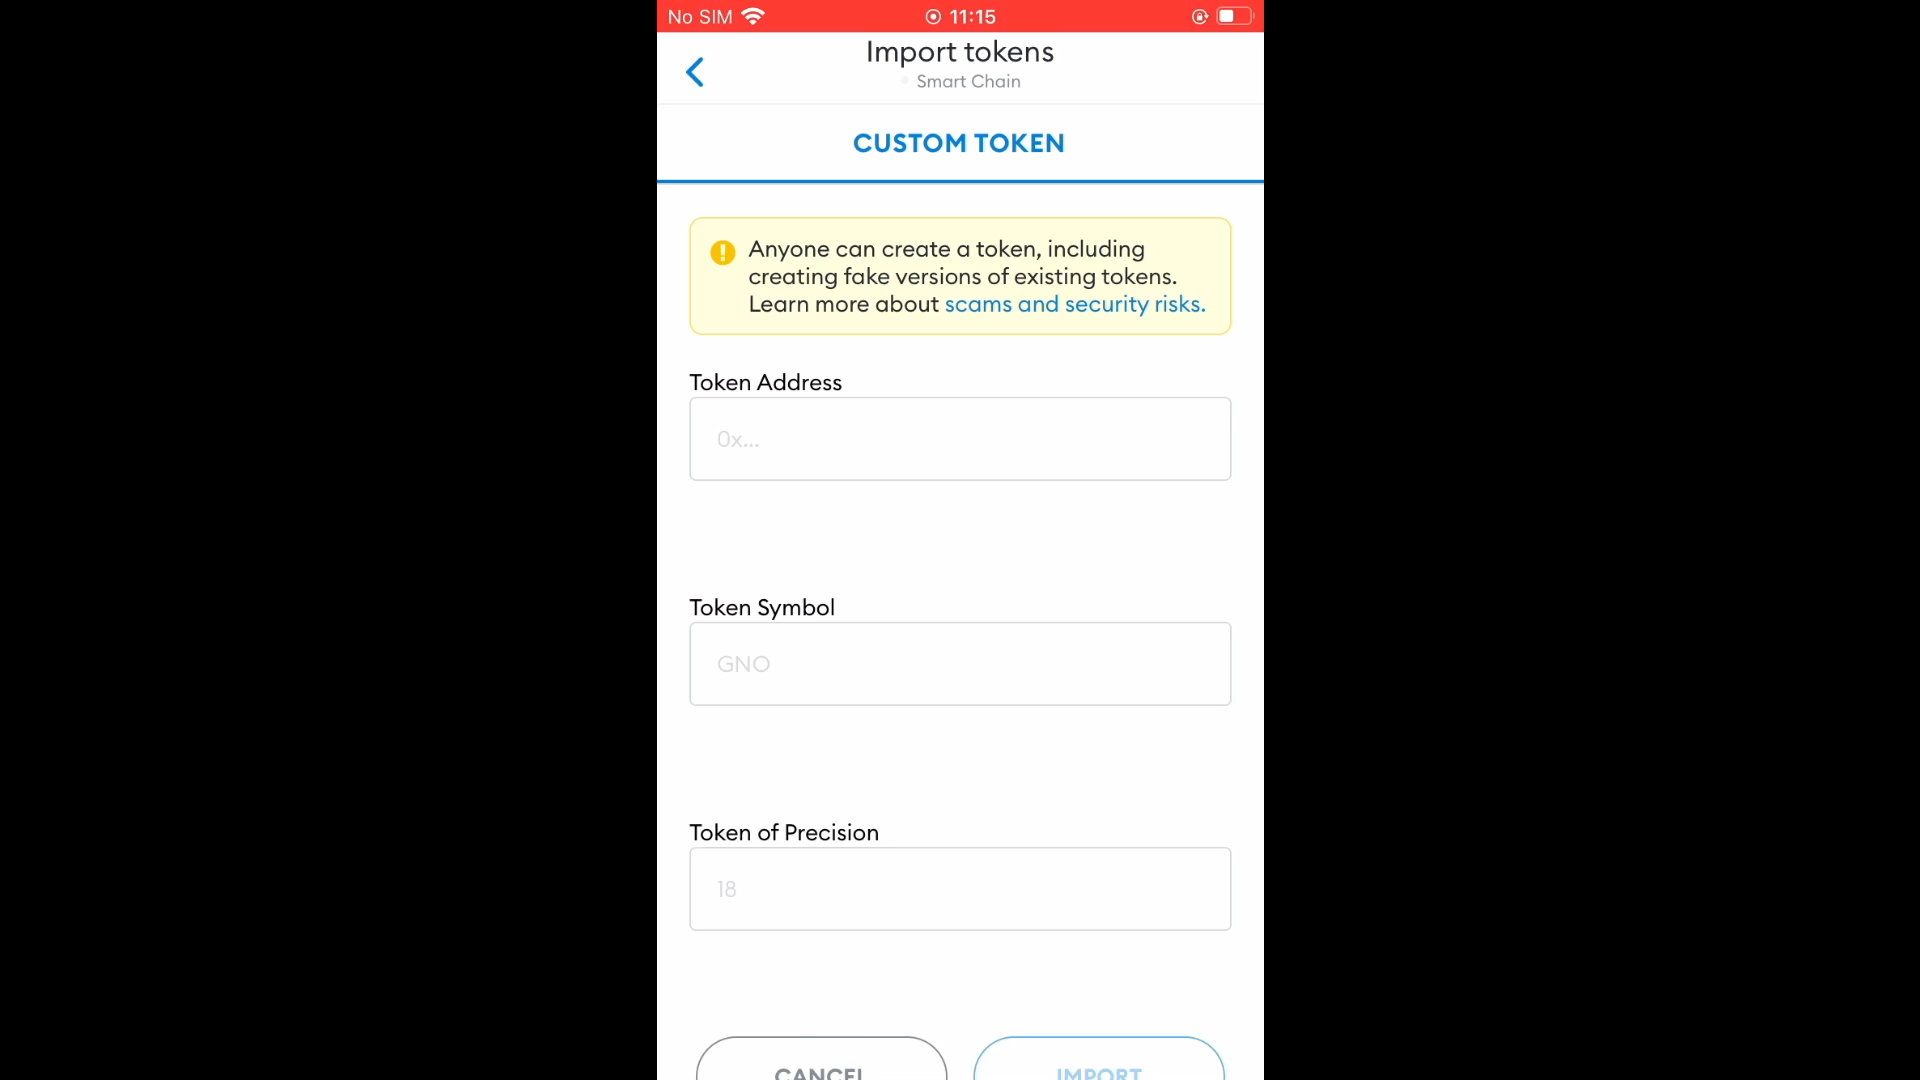 No SIM 11:15
Import tokens
Smart Chain
CUSTOM TOKEN
Anyone can create a token, including
creating fake versions of existing tokens.
Learn more about scams and security risks.
Token Address
0x...
Token Symbol
GNO
Token of Precision
18
CANCEL IMPORT